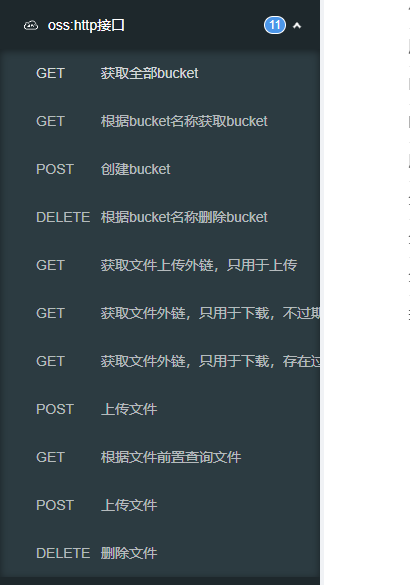 oss:http接口 11
GET 获取全部bucket
GET 根据bucket名称获取bucket
POST 创建bucket
DELETE 根据bucket名称删除bucket
GET 获取文件上传外链，只用于上传
GET 获取文件外链，只用于下载，不过期
GET 获取文件外链，只用于下载，存在过
POST 上传文件
GET 根据文件前置查询文件
POST 上传文件
DELETE 删除文件